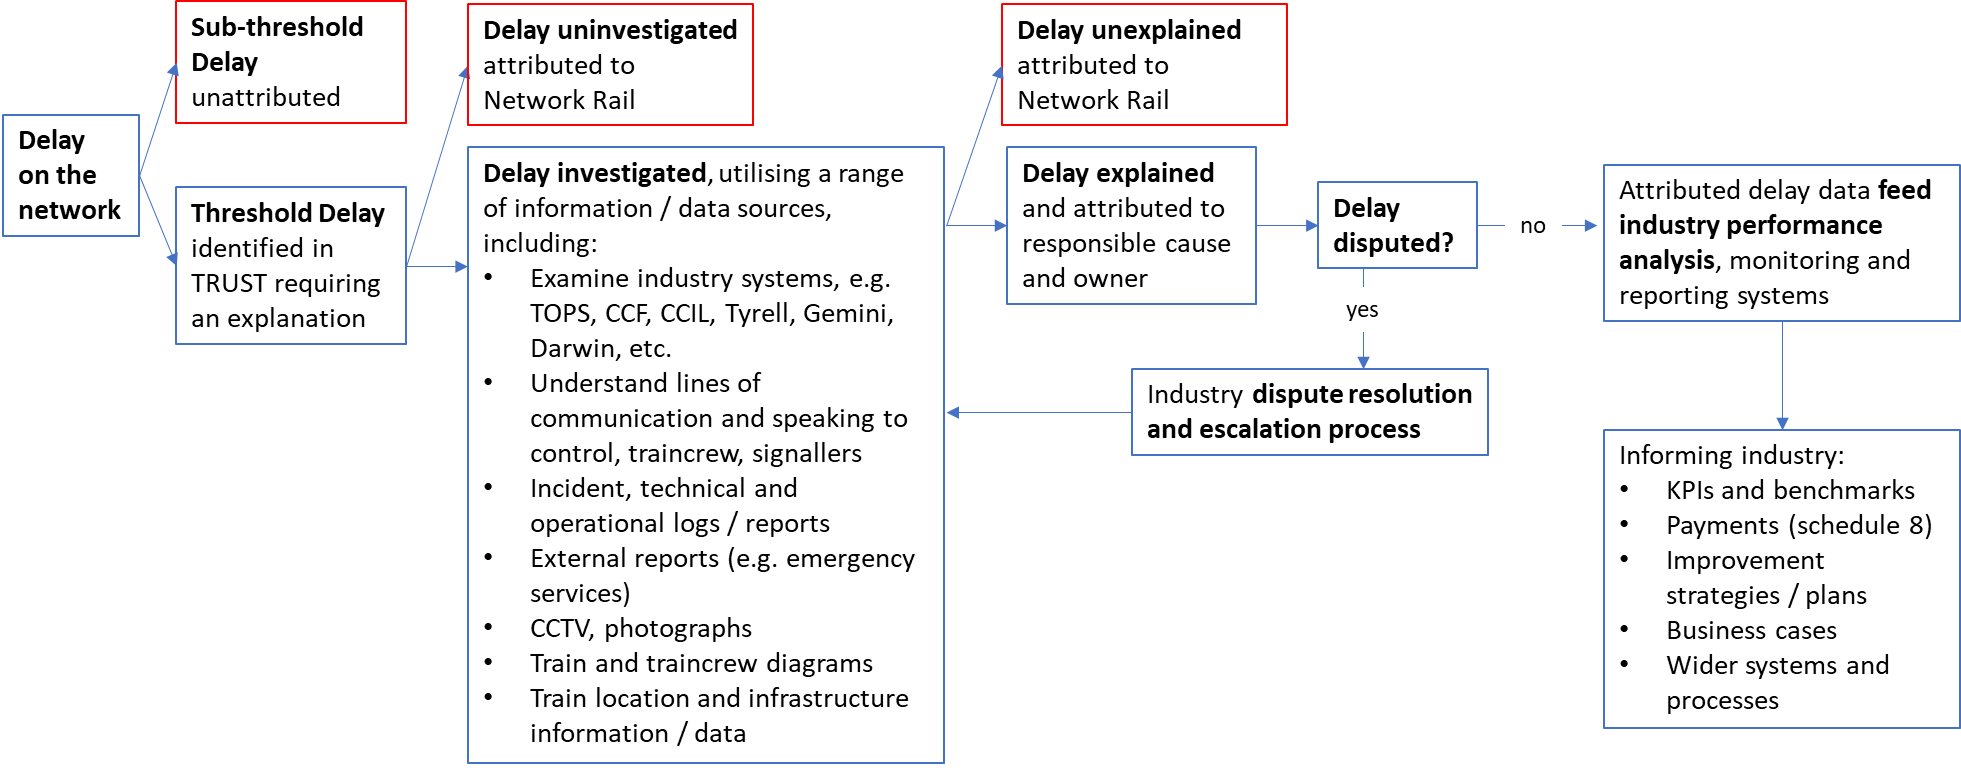 Delay
on the
network
Sub-threshold
Delay
unattributed
Threshold Delay
identified in
TRUST requiring
an explanation
Delay uninvestigated
attributed to
Network Rail
Delay investigated, utilising a range
of information / data sources,
including:
• Examine industry systems, e.g.
TOPS, CCF, CCIL, Tyrell, Gemini,
Darwin, etc.
• Understand lines of
communication and speaking to
control, traincrew, signallers
• Incident, technical and
operational logs / reports
• External reports (e.g. emergency
services)
• CCTV, photographs
• Train and traincrew diagrams
• Train location and infrastructure
information / data
Delay unexplained
attributed to
Network Rail
Delay explained
and attributed to
responsible cause
and owner
Delay
disputed?
no
yes
Industry dispute resolution
and escalation process
Attributed delay data feed
industry performance
analysis, monitoring and
reporting systems
Informing industry:
• KPIs and benchmarks
• Payments (schedule 8)
• Improvement
strategies / plans
• Business cases
• Wider systems and
processes